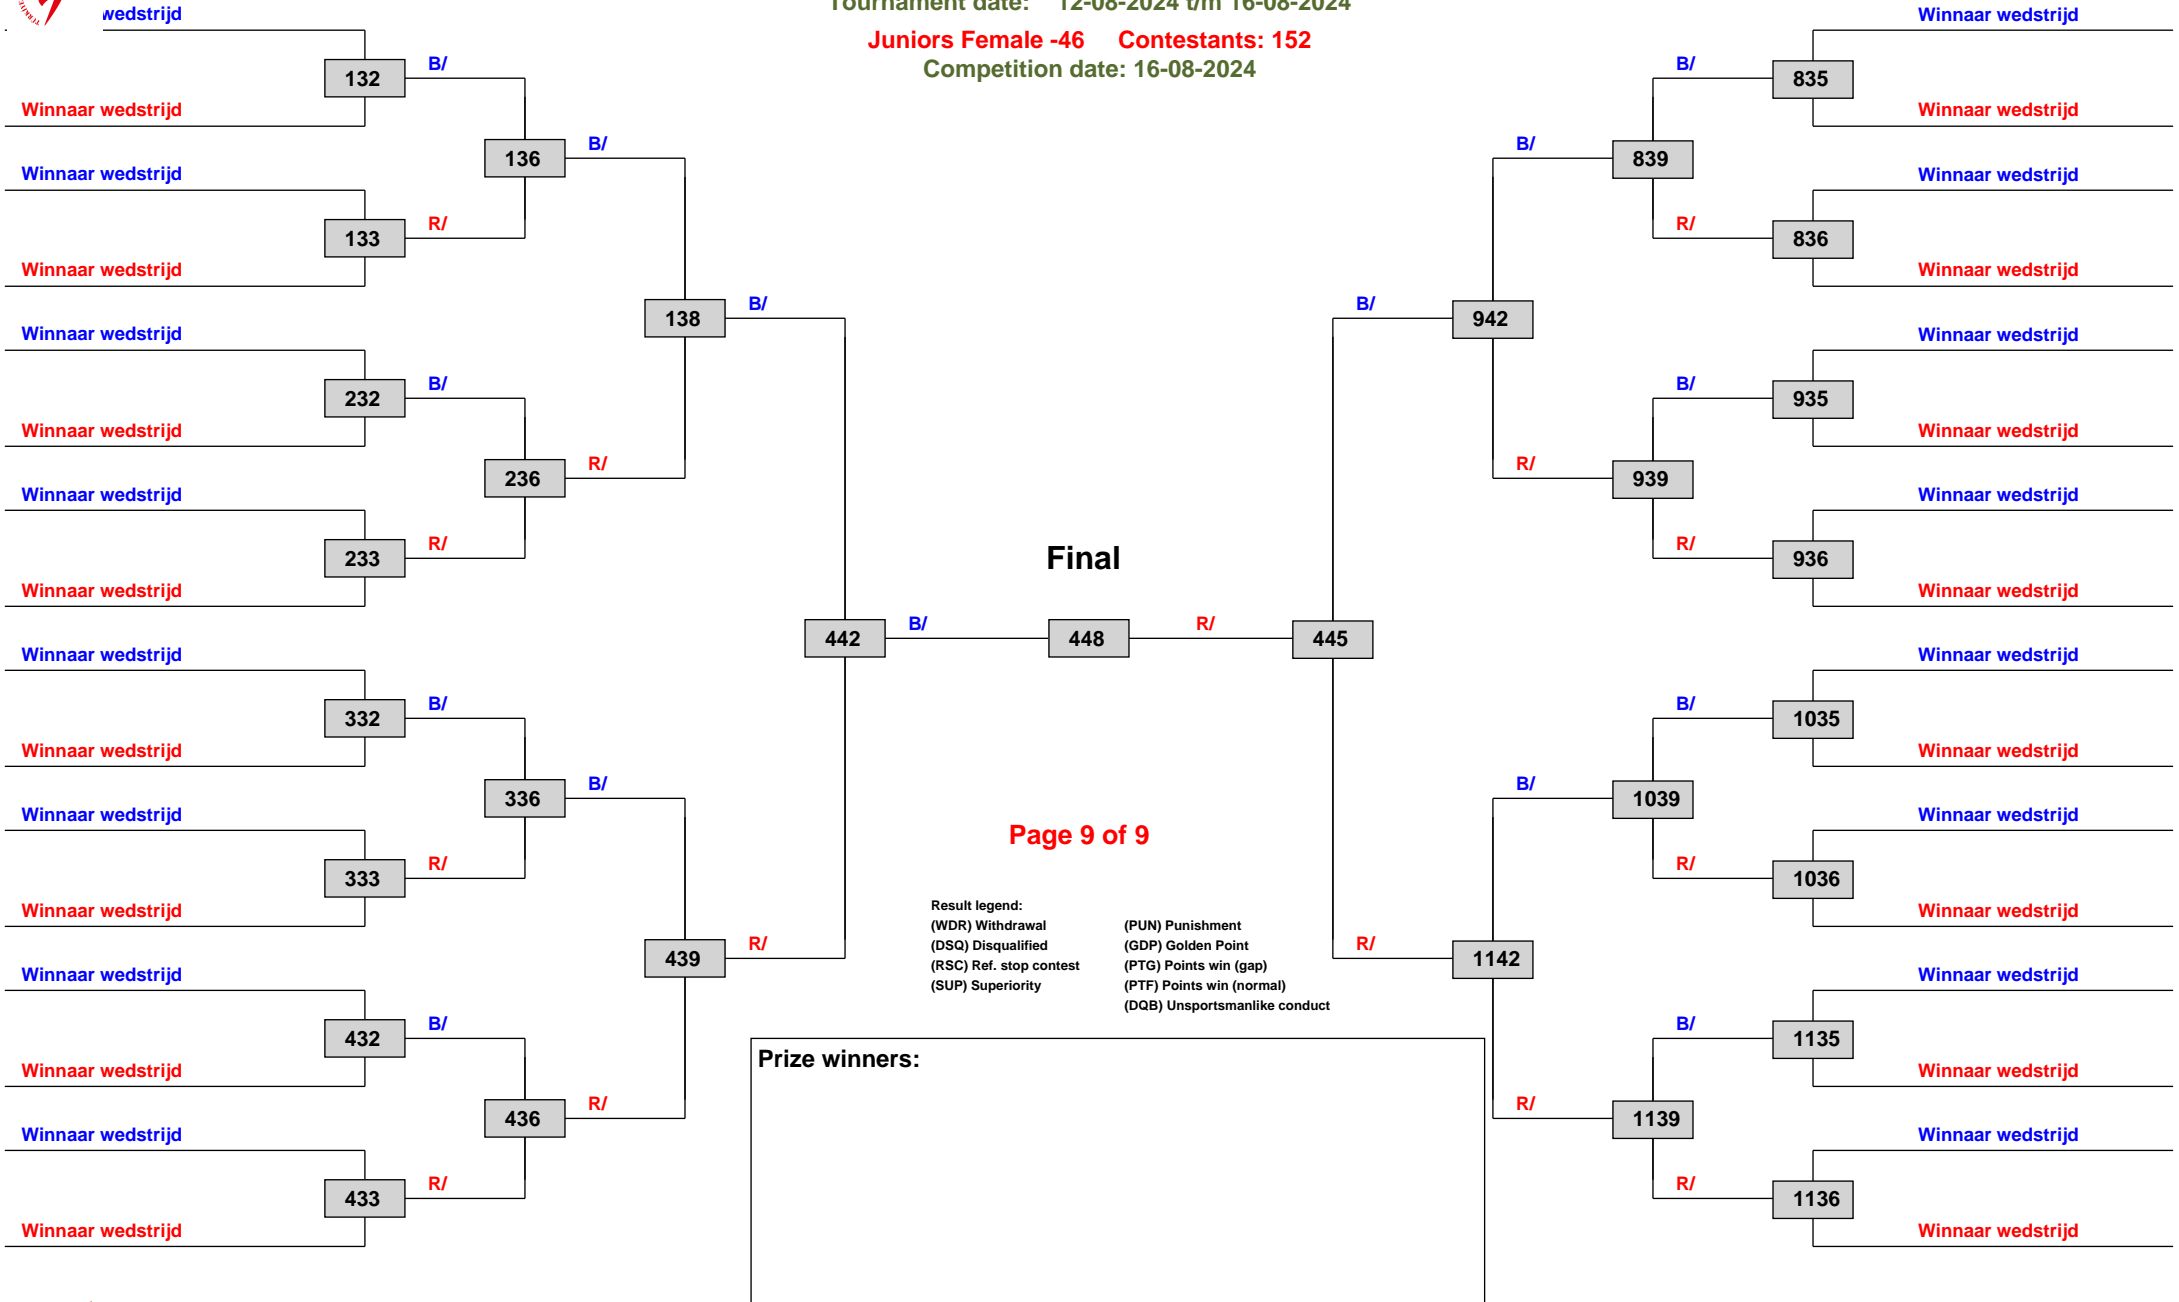 Tournament date: 12-08-2024 t/m 16-08-2024
Juniors Female -46 Contestants: 152
Competition date: 16-08-2024
wedstrijd
132
B/
Winnaar wedstrijd
136
B/
Winnaar wedstrijd
133
R/
Winnaar wedstrijd
138
B/
Winnaar wedstrijd
232
B/
Winnaar wedstrijd
236
R/
Winnaar wedstrijd
233
R/
Winnaar wedstrijd
442
B/
Winnaar wedstrijd
332
B/
Winnaar wedstrijd
336
B/
Winnaar wedstrijd
333
R/
Winnaar wedstrijd
439
R/
Winnaar wedstrijd
432
B/
Winnaar wedstrijd
436
R/
Winnaar wedstrijd
433
R/
Winnaar wedstrijd
Final
448
R/
445
Winnaar wedstrijd
B/
835
Winnaar wedstrijd
B/
839
Winnaar wedstrijd
R/
836
Winnaar wedstrijd
B/
942
Winnaar wedstrijd
B/
935
Winnaar wedstrijd
R/
939
Winnaar wedstrijd
R/
936
Winnaar wedstrijd
Winnaar wedstrijd
B/
1035
Winnaar wedstrijd
B/
1039
Winnaar wedstrijd
R/
1036
Winnaar wedstrijd
R/
1142
Winnaar wedstrijd
B/
1135
Winnaar wedstrijd
R/
1139
Winnaar wedstrijd
R/
1136
Winnaar wedstrijd
Page 9 of 9
Result legend:
(WDR) Withdrawal (PUN) Punishment
(DSQ) Disqualified (GDP) Golden Point
(RSC) Ref. stop contest (PTG) Points win (gap)
(SUP) Superiority (PTF) Points win (normal)
(DQB) Unsportsmanlike conduct
Prize winners: